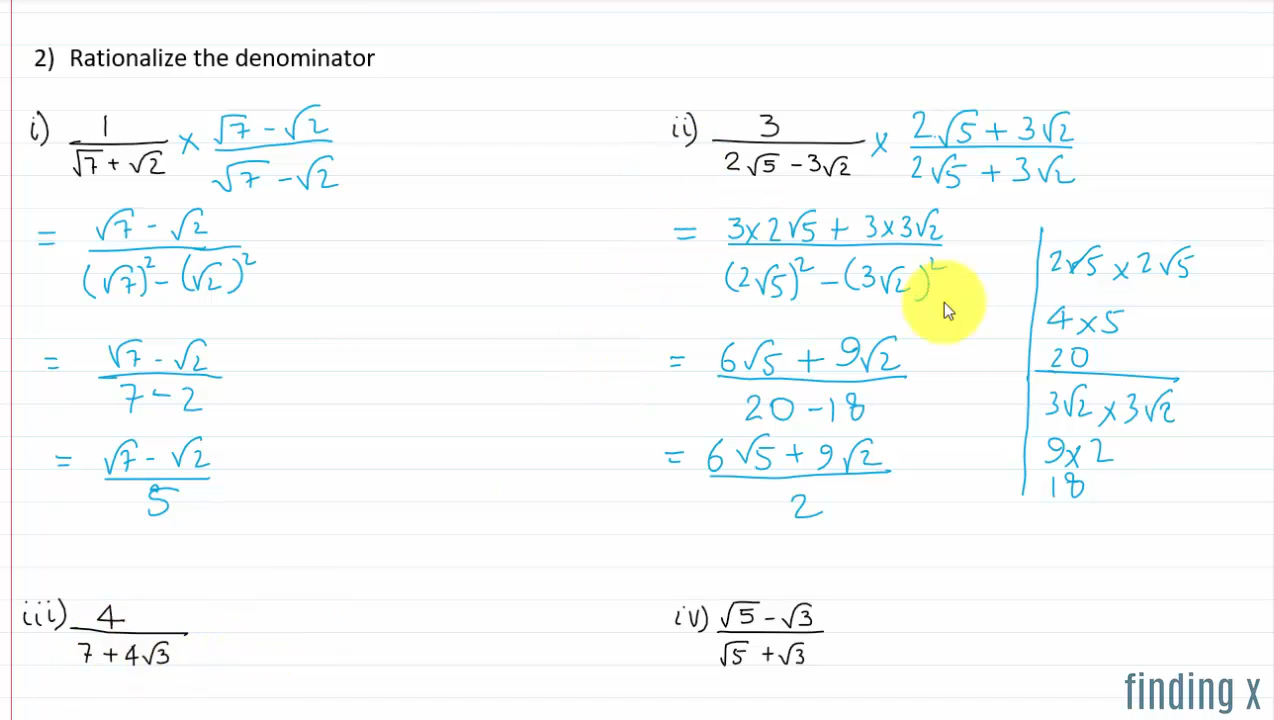 2) Rationalize the denominator
i) 1/(√7 + √2) × (√7 - √2)/(√7 - √2)
= (√7 - √2)/((√7)² - (√2)²)
= (√7 - √2)/(7 - 2)
= (√7 - √2)/5
ii) 3/(2√5 - 3√2) × (2√5 + 3√2)/(2√5 + 3√2)
= (3×2√5 + 3×3√2)/((2√5)² - (3√2)²)
= (6√5 + 9√2)/(20 - 18)
= (6√5 + 9√2)/2
2√5 × 2√5
4×5
20
3√2 × 3√2
9×2
18
iii) 4/(7 + 4√3)
iv) (√5 - √3)/(√5 + √3)
finding x